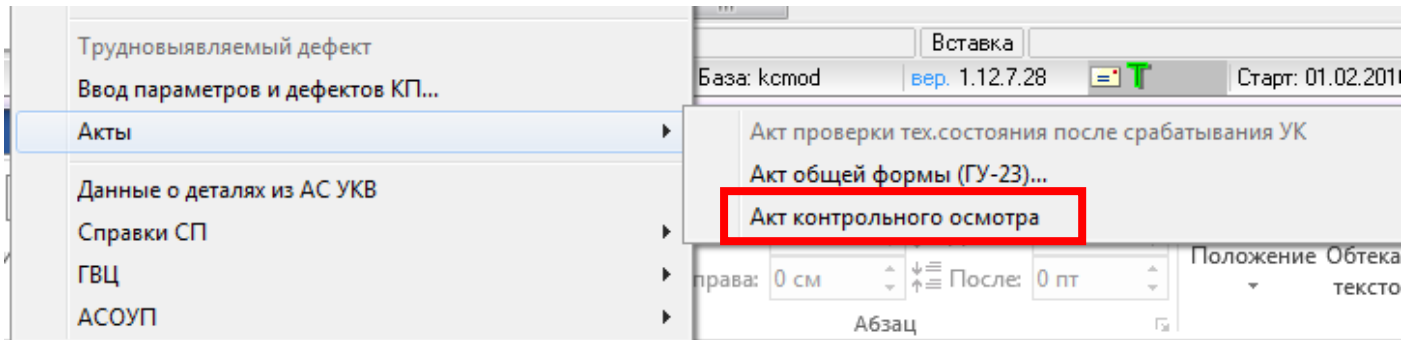 Трудновыявляемый дефект
Ввод параметров и дефектов КП...
Акты
Данные о деталях из АС УКВ
Справки СП
ГВЦ
АСОУП
Вставка
База: kcmod
вер. 1.12.7.28
Старт: 01.02.201
Акт проверки тех.состояния после срабатывания УК
Акт общей формы (ГУ-23)...
Акт контрольного осмотра
права: 0 см
После: 0 пт
Абзац
Положение
Обтека
тексто